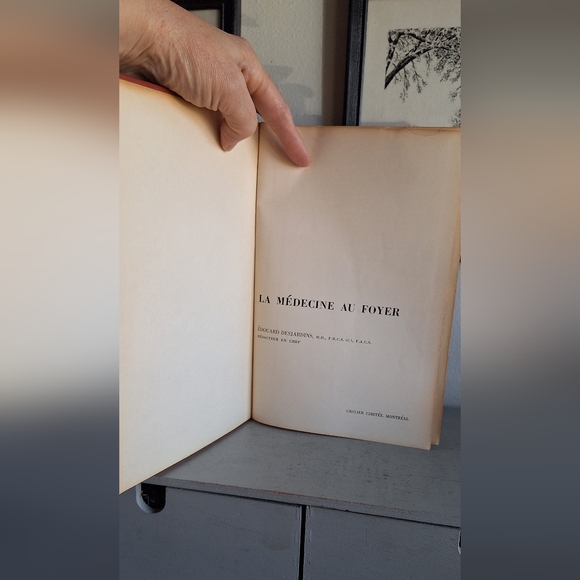 LA MÉDECINE AU FOYER
ÉDOUARD DESJARDINS, M.D., F.R.C.S. (C), F.A.C.S.
RÉDACTEUR EN CHEF
GROLIER LIMITÉE, MONTRÉAL